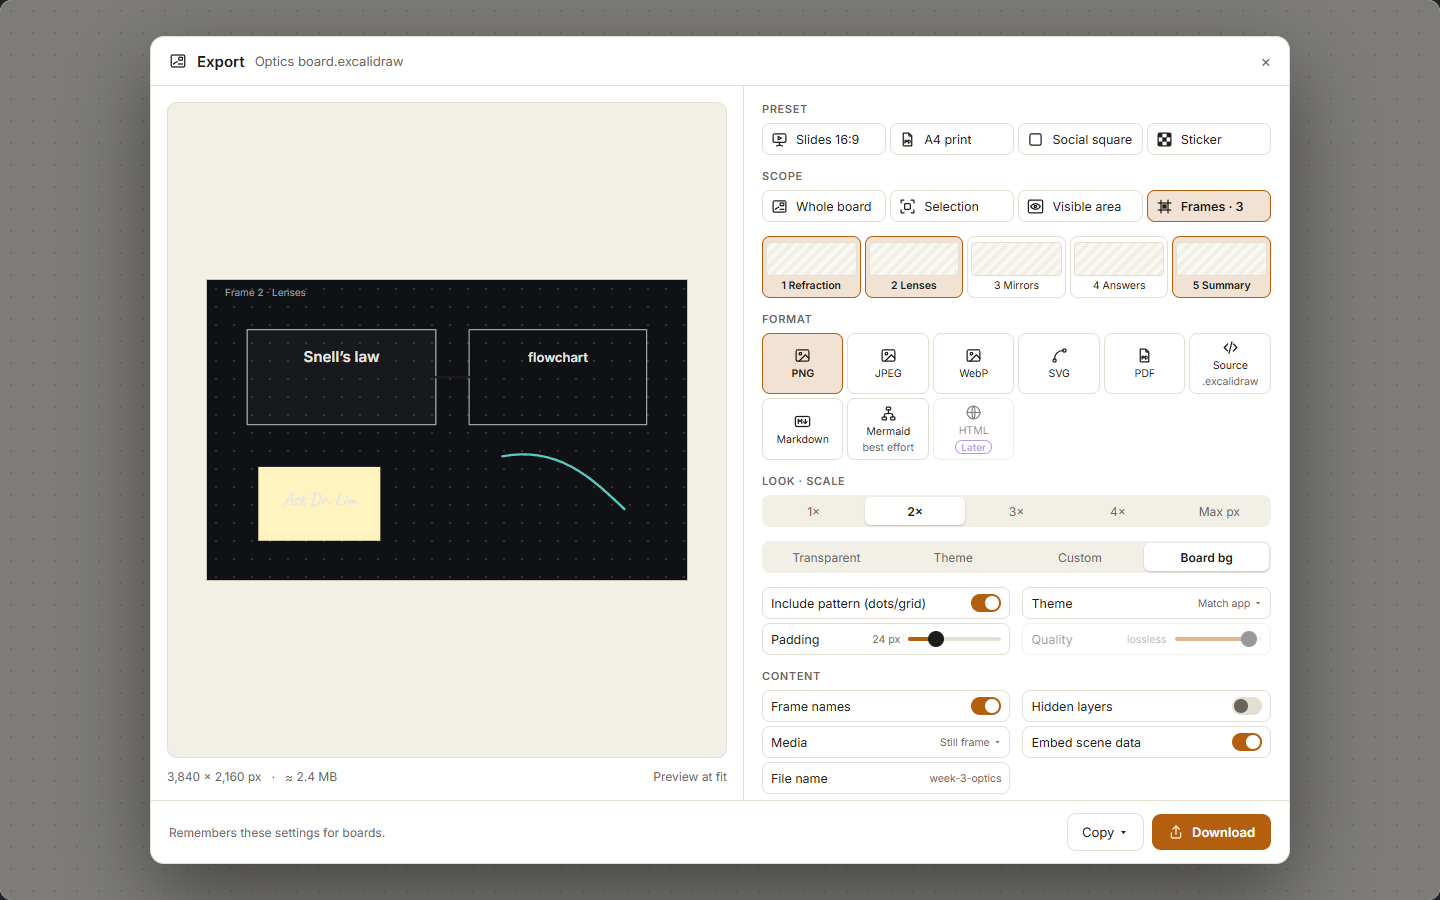 Export Optics board.excalidraw ×
PRESET
Slides 16:9 A4 print Social square Sticker
SCOPE
Whole board Selection Visible area Frames · 3
1 Refraction 2 Lenses 3 Mirrors 4 Answers 5 Summary
FORMAT
PNG JPEG WebP SVG PDF Source
.excalidraw
Markdown Mermaid HTML
best effort Later
LOOK · SCALE
1× 2× 3× 4× Max px
Transparent Theme Custom Board bg
Include pattern (dots/grid) Theme Match app
Padding 24 px Quality lossless
CONTENT
Frame names Hidden layers
Media Still frame Embed scene data
File name week-3-optics
Frame 2 · Lenses
Snell’s law flowchart
Ask Dr. Lim
3,840 × 2,160 px · ≈ 2.4 MB Preview at fit
Remembers these settings for boards. Copy Download